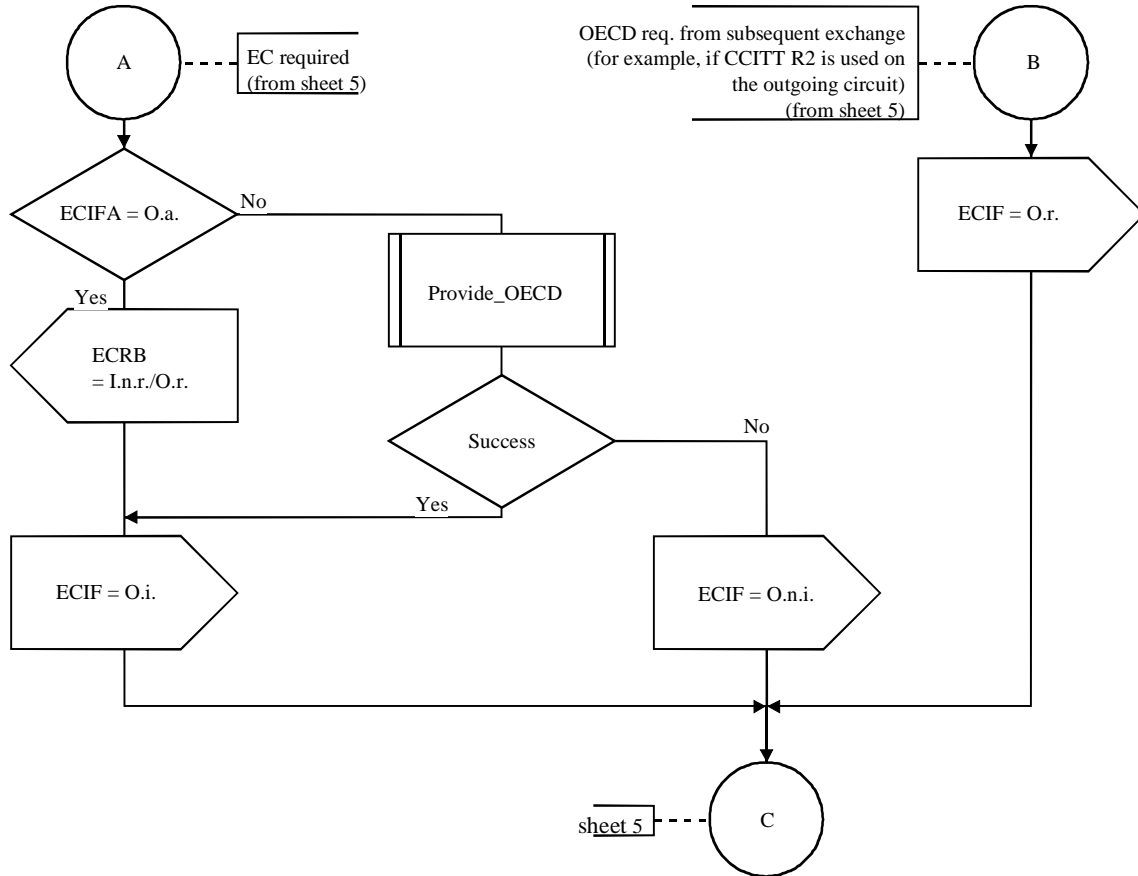 A
EC required
(from sheet 5)
OECD req. from subsequent exchange
(for example, if CCITT R2 is used on
the outgoing circuit)
(from sheet 5)
B
ECIFA = O.a.
No
ECIF = O.r.
Provide_OECD
Yes
ECRB
= I.n.r./O.r.
Success
No
Yes
ECIF = O.i.
ECIF = O.n.i.
sheet 5
C